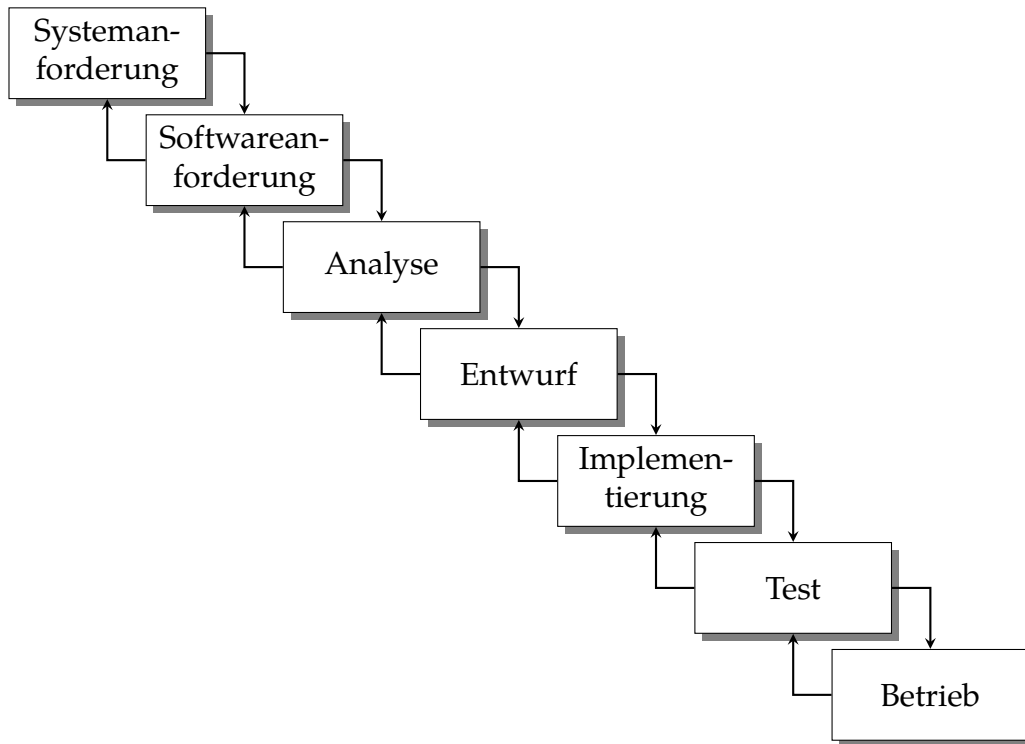 Systeman-
forderung
Softwarean-
forderung
Analyse
Entwurf
Implemen-
tierung
Test
Betrieb